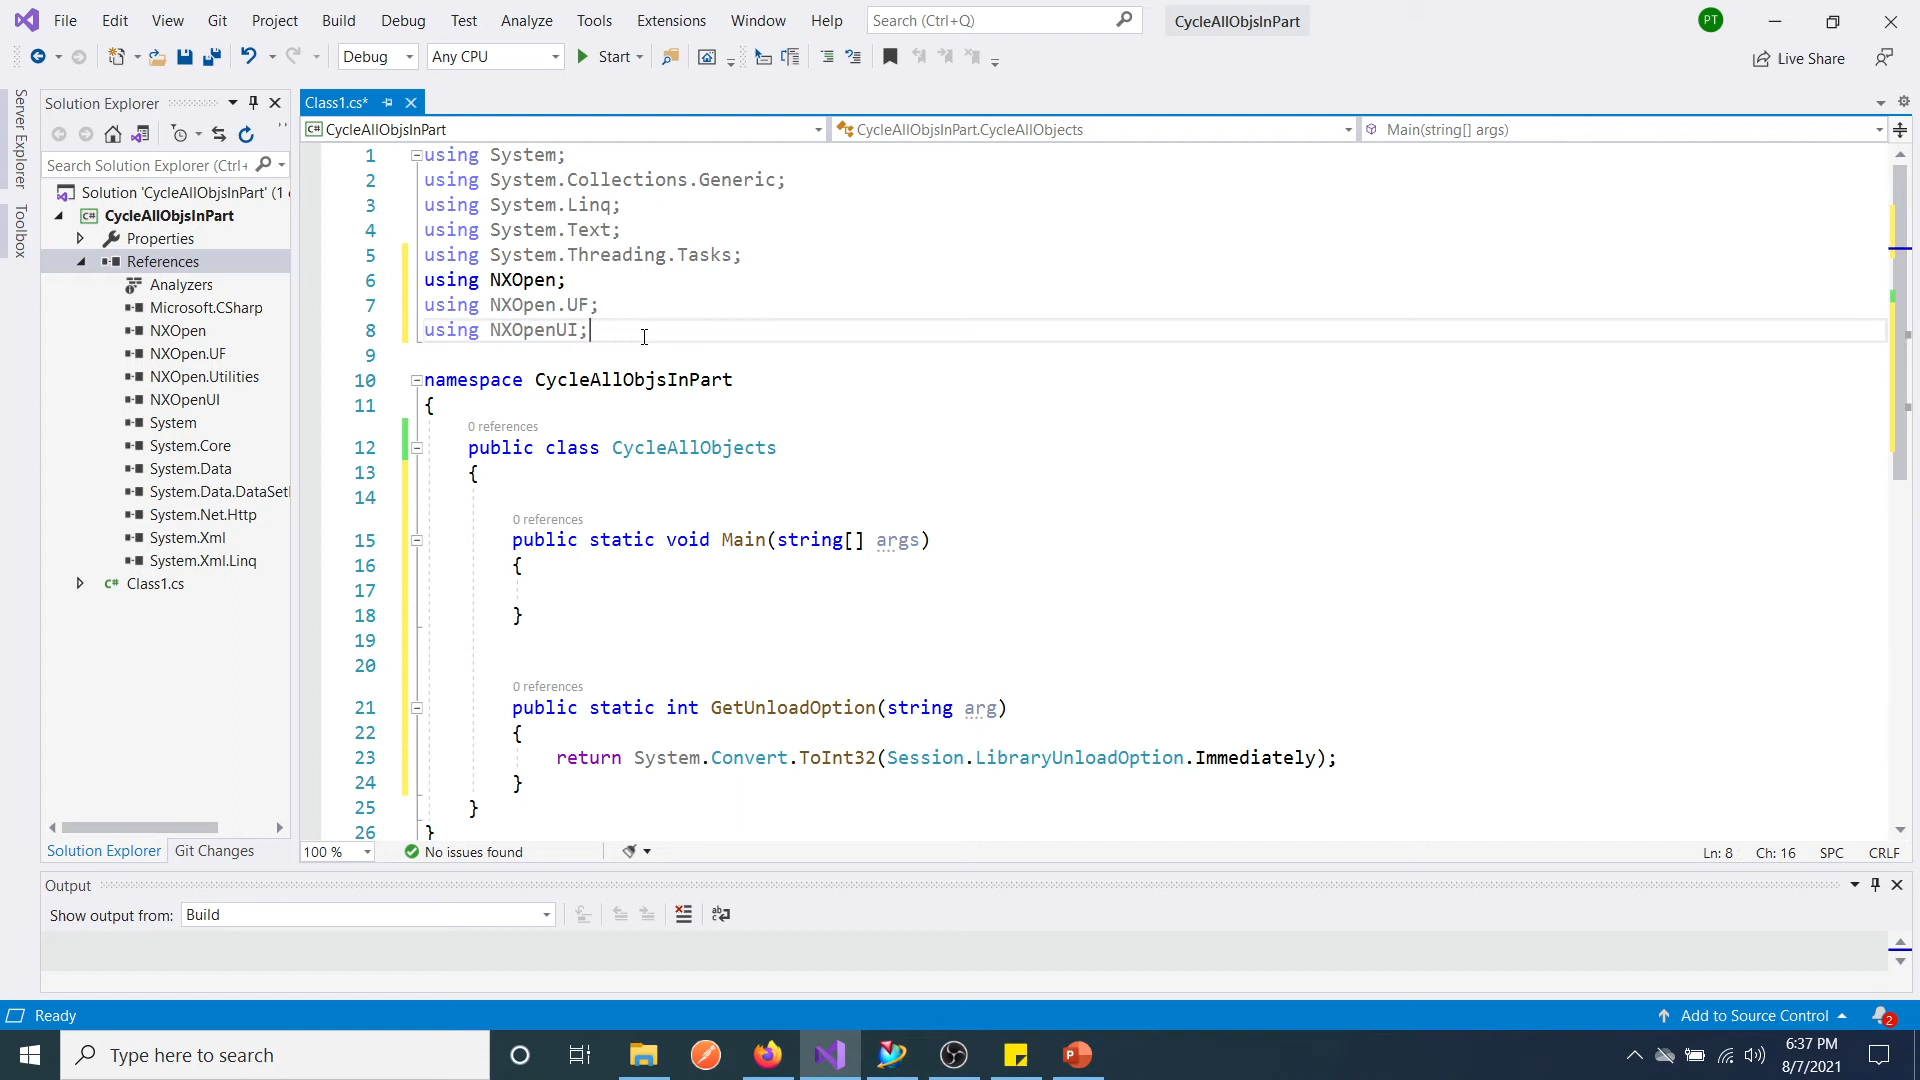 File Edit View Git Project Build Debug Test Analyze Tools Extensions Window Help Search (Ctrl+Q) CycleAllObjsInPart PT
Debug Any CPU Start Live Share
Server Explorer
Toolbox
Solution Explorer
Search Solution Explorer (Ctrl+
Solution 'CycleAllObjsInPart' (1
CycleAllObjsInPart
Properties
References
Analyzers
Microsoft.CSharp
NXOpen
NXOpen.UF
NXOpen.Utilities
NXOpenUI
System
System.Core
System.Data
System.Data.DataSet
System.Net.Http
System.Xml
System.Xml.Linq
C# Class1.cs
Solution Explorer Git Changes
Class1.cs*
C# CycleAllObjsInPart CycleAllObjsInPart.CycleAllObjects Main(string[] args)
1 using System;
2 using System.Collections.Generic;
3 using System.Linq;
4 using System.Text;
5 using System.Threading.Tasks;
6 using NXOpen;
7 using NXOpen.UF;
8 using NXOpenUI;
9
10 namespace CycleAllObjsInPart
11 {
0 references
12 public class CycleAllObjects
13 {
14
0 references
15 public static void Main(string[] args)
16 {
17
18 }
19
20
0 references
21 public static int GetUnloadOption(string arg)
22 {
23 return System.Convert.ToInt32(Session.LibraryUnloadOption.Immediately);
24 }
25 }
26 }
100 % No issues found Ln: 8 Ch: 16 SPC CRLF
Output
Show output from: Build
Ready Add to Source Control 2
Type here to search
6:37 PM
8/7/2021